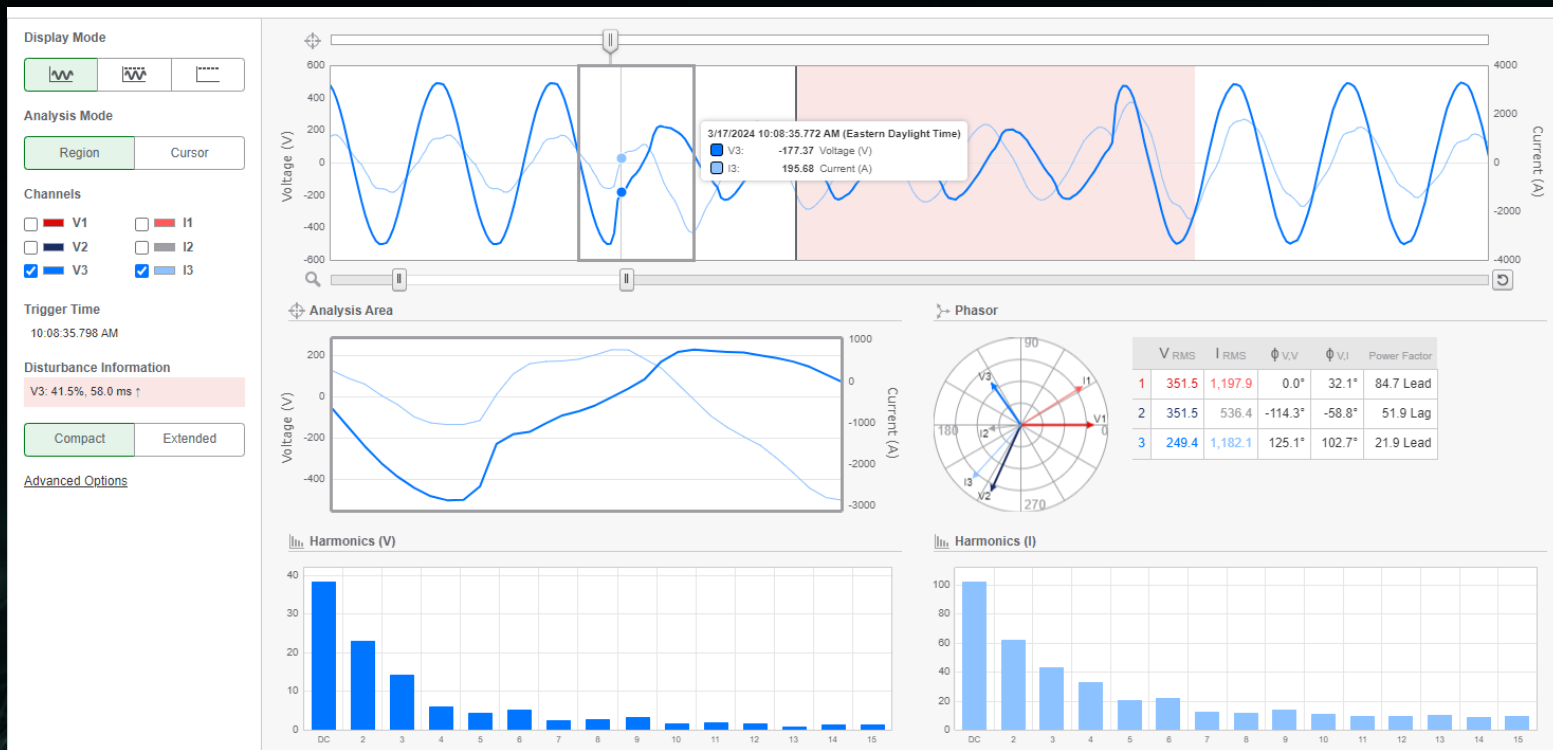 Display Mode
Analysis Mode
Region Cursor
Channels
V1 I1
V2 I2
V3 I3
Trigger Time
10:08:35.798 AM
Disturbance Information
V3: 41.5%, 58.0 ms ↑
Compact Extended
Advanced Options
600
400
200
0
-200
-400
-600
Voltage (V)
4000
2000
0
-2000
-4000
Current (A)
3/17/2024 10:08:35.772 AM (Eastern Daylight Time)
V3: -177.37 Voltage (V)
I3: 195.68 Current (A)
Analysis Area
200
0
-200
-400
Voltage (V)
1000
0
-1000
-2000
-3000
Current (A)
Phasor
90
V3
I1
V1
180
I2
0
I3
V2
270
V RMS I RMS ϕ V,V ϕ V,I Power Factor
1 351.5 1,197.9 0.0° 32.1° 84.7 Lead
2 351.5 536.4 -114.3° -58.8° 51.9 Lag
3 249.4 1,182.1 125.1° 102.7° 21.9 Lead
Harmonics (V)
40
30
20
10
0
DC 2 3 4 5 6 7 8 9 10 11 12 13 14 15
Harmonics (I)
100
80
60
40
20
0
DC 2 3 4 5 6 7 8 9 10 11 12 13 14 15